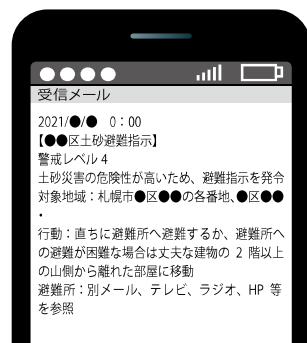 受信メール
2021/●/●　0：00
【●●区土砂避難指示】
警戒レベル 4
土砂災害の危険性が高いため、避難指示を発令
対象地域：札幌市●区●●の各番地、●区●●
・
行動：直ちに避難所へ避難するか、避難所へ
の避難が困難な場合は丈夫な建物の 2 階以上
の山側から離れた部屋に移動
避難所：別メール、テレビ、ラジオ、HP 等
を参照